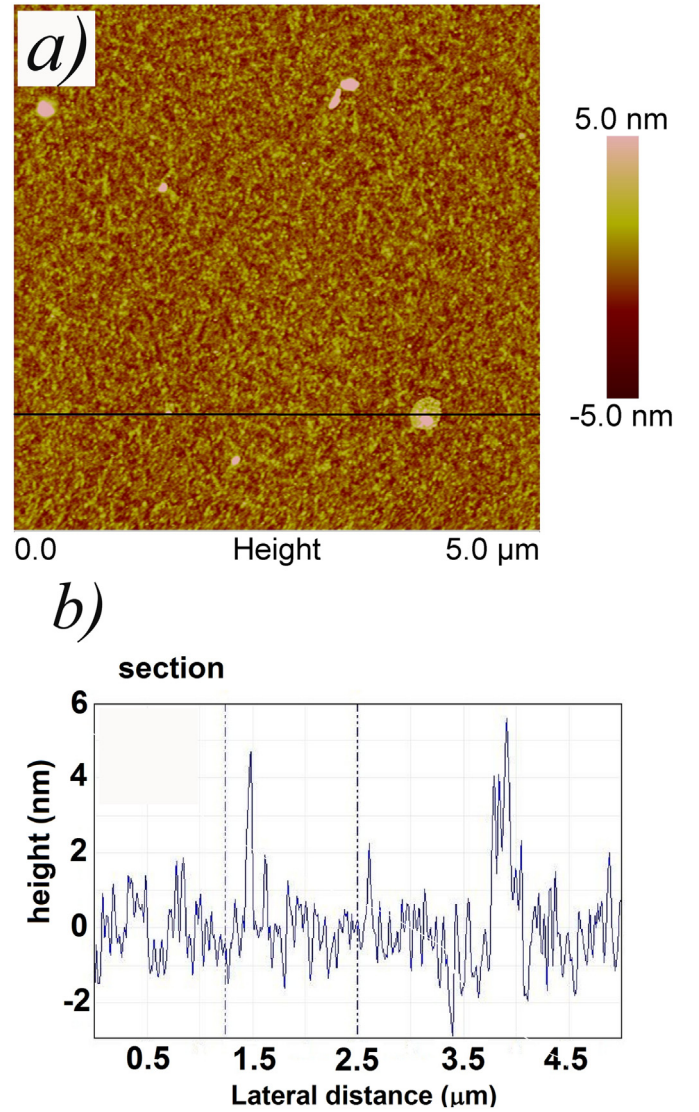 a)
5.0 nm
-5.0 nm
0.0 Height 5.0 µm
b)
section
6
4
2
0
-2
height (nm)
0.5 1.5 2.5 3.5 4.5
Lateral distance (µm)